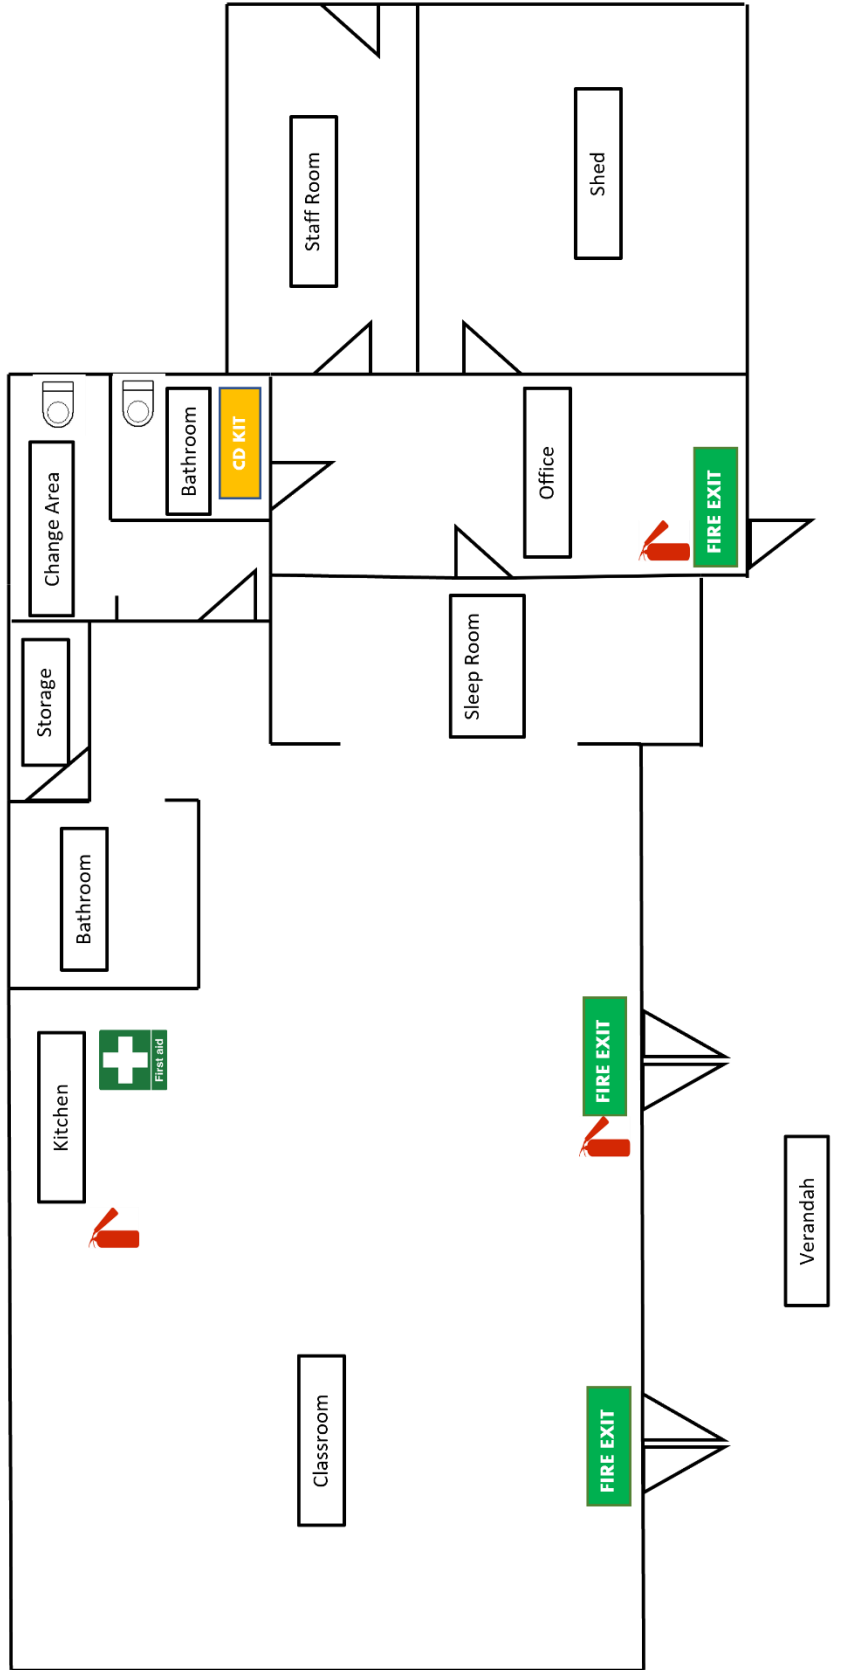 Staff Room
Shed
Change Area
Bathroom
CD KIT
Office
FIRE EXIT
Storage
Sleep Room
Bathroom
Kitchen
First aid
FIRE EXIT
Verandah
Classroom
FIRE EXIT